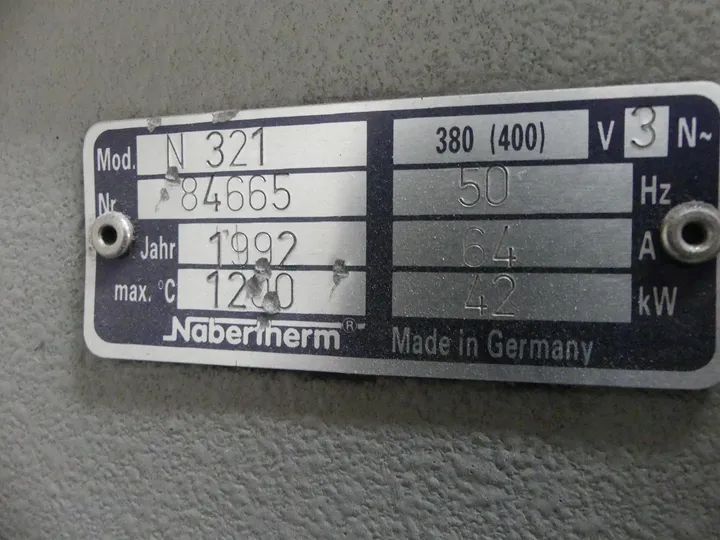 Mod. N 321 380 (400) V 3 N~
Nr. 84665 50 Hz
Jahr 1992 64 A
max. °C 1200 42 kW
Nabertherm® Made in Germany